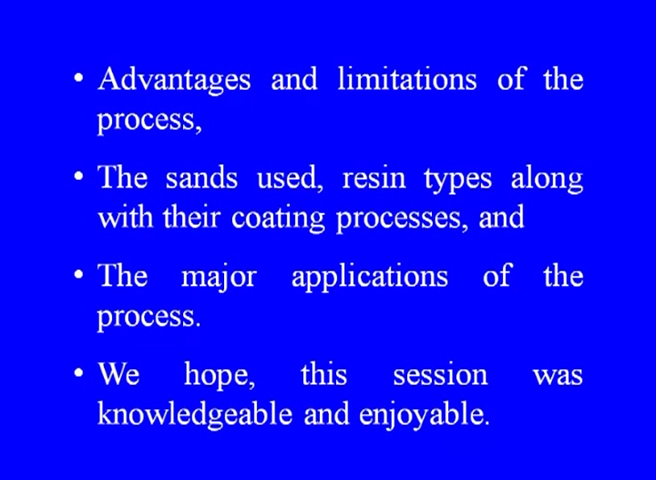 • Advantages and limitations of the
process,
• The sands used, resin types along
with their coating processes, and
• The major applications of the
process.
• We hope, this session was
knowledgeable and enjoyable.